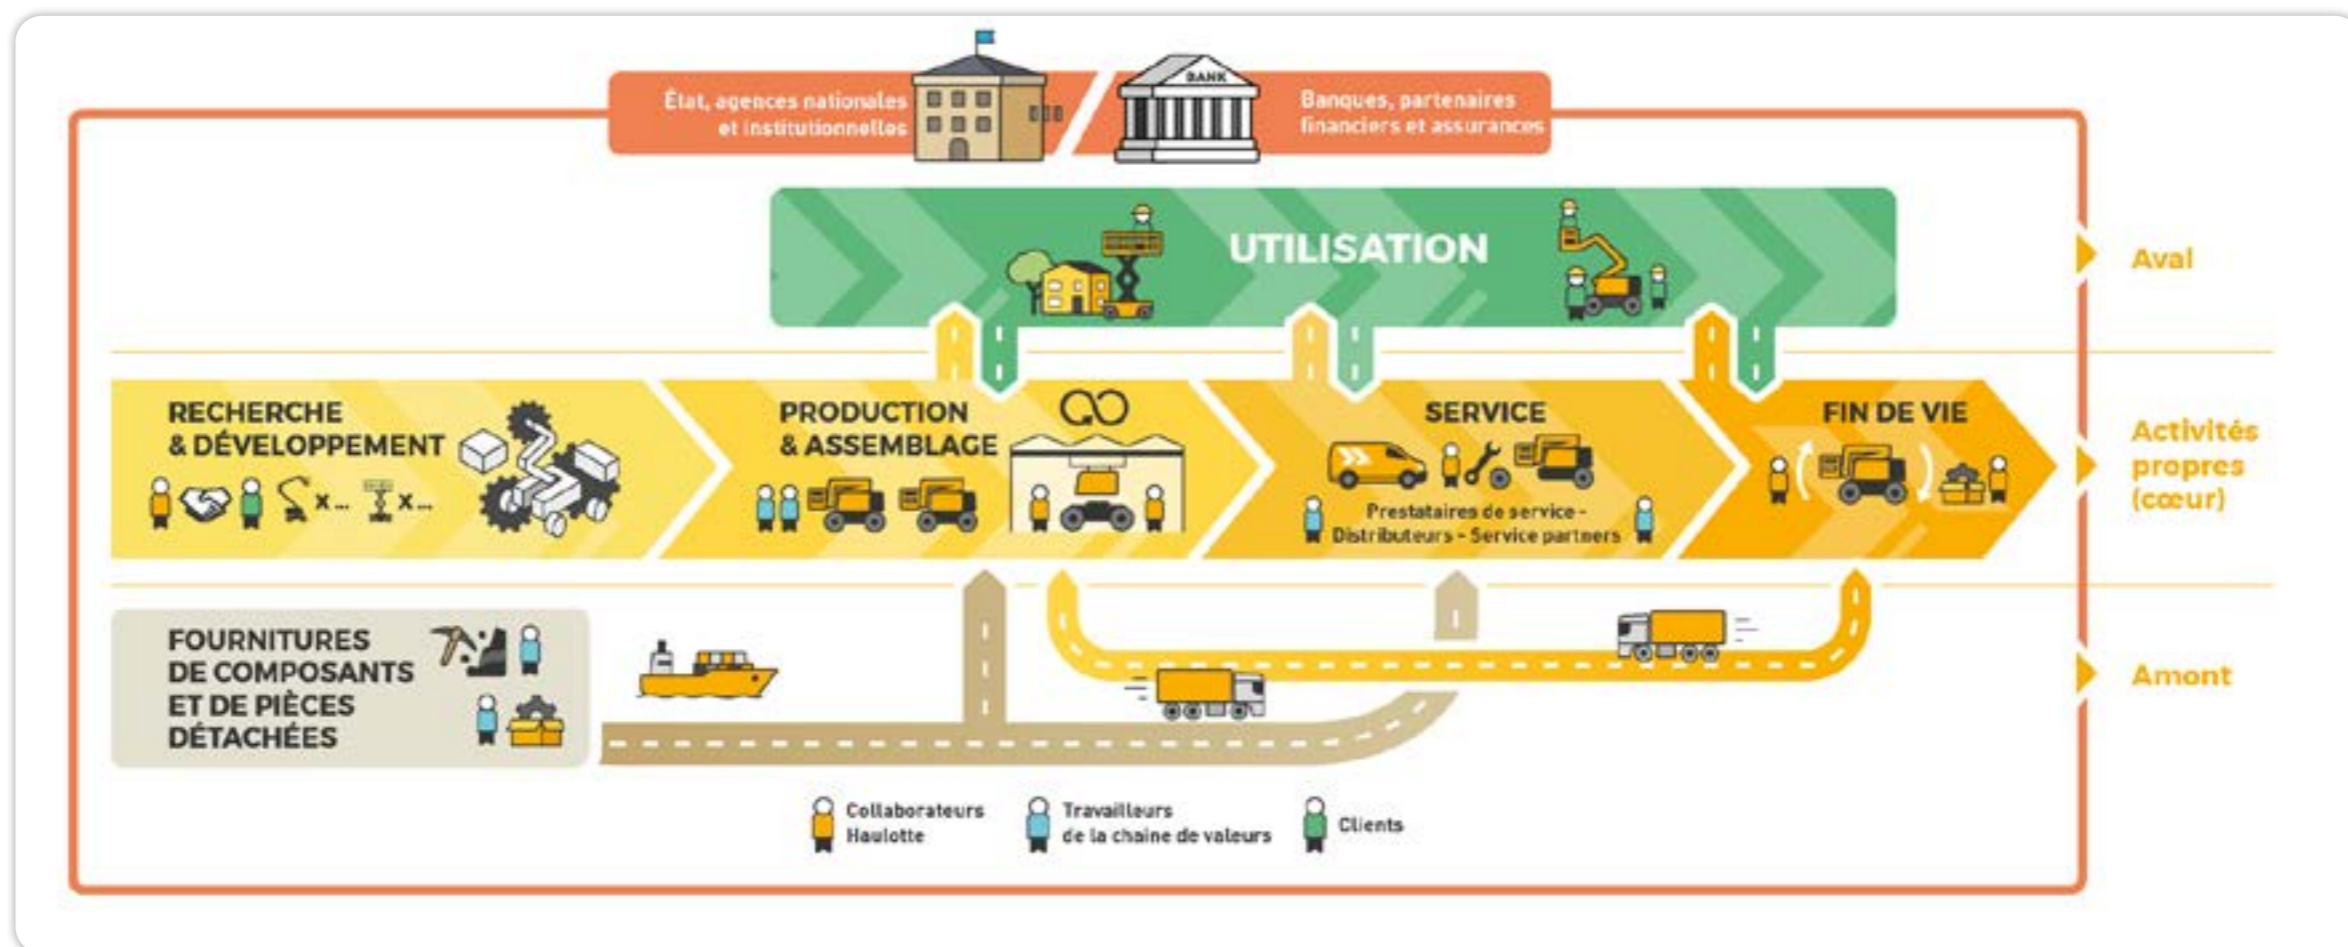 État, agences nationales
et institutionnelles
BANK
Banques, partenaires
financiers et assurances
UTILISATION
Aval
RECHERCHE
& DÉVELOPPEMENT
x...
x...
PRODUCTION
& ASSEMBLAGE
SERVICE
Prestataires de service -
Distributeurs - Service partners
FIN DE VIE
Activités
propres
(cœur)
FOURNITURES
DE COMPOSANTS
ET DE PIÈCES
DÉTACHÉES
Amont
Collaborateurs
Haulotte
Travailleurs
de la chaine de valeurs
Clients